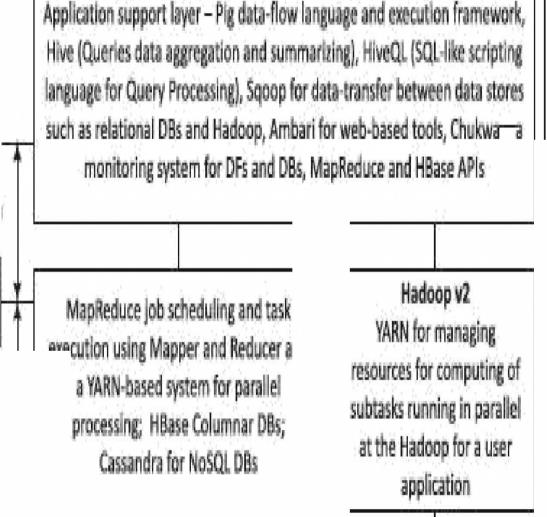 Application support layer – Pig data-flow language and execution framework,
Hive (Queries data aggregation and summarizing), HiveQL (SQL-like scripting
language for Query Processing), Sqoop for data-transfer between data stores
such as relational DBs and Hadoop, Ambari for web-based tools, Chukwa—a
monitoring system for DFs and DBs, MapReduce and HBase APIs
MapReduce job scheduling and task
using Mapper and Reducer a
a YARN-based system for parallel
processing; HBase Columnar DBs;
Cassandra for NoSQL DBs
Hadoop v2
YARN for managing
resources for computing of
subtasks running in parallel
at the Hadoop for a user
application